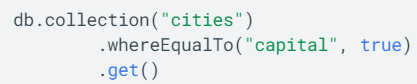 db.collection("cities")
        .whereEqualTo("capital", true)
        .get()